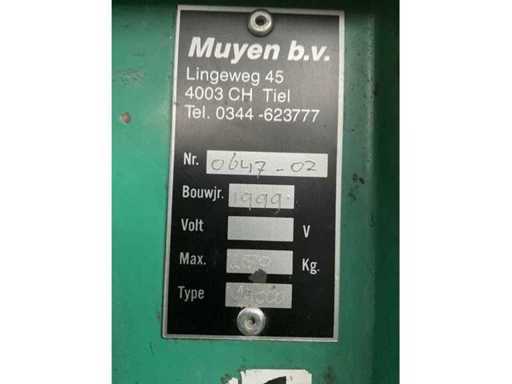 Muyen b.v.
Lingeweg 45
4003 CH Tiel
Tel. 0344-623777
Nr. 0647-02
Bouwjr. 1999
Volt V
Max. Kg.
Type